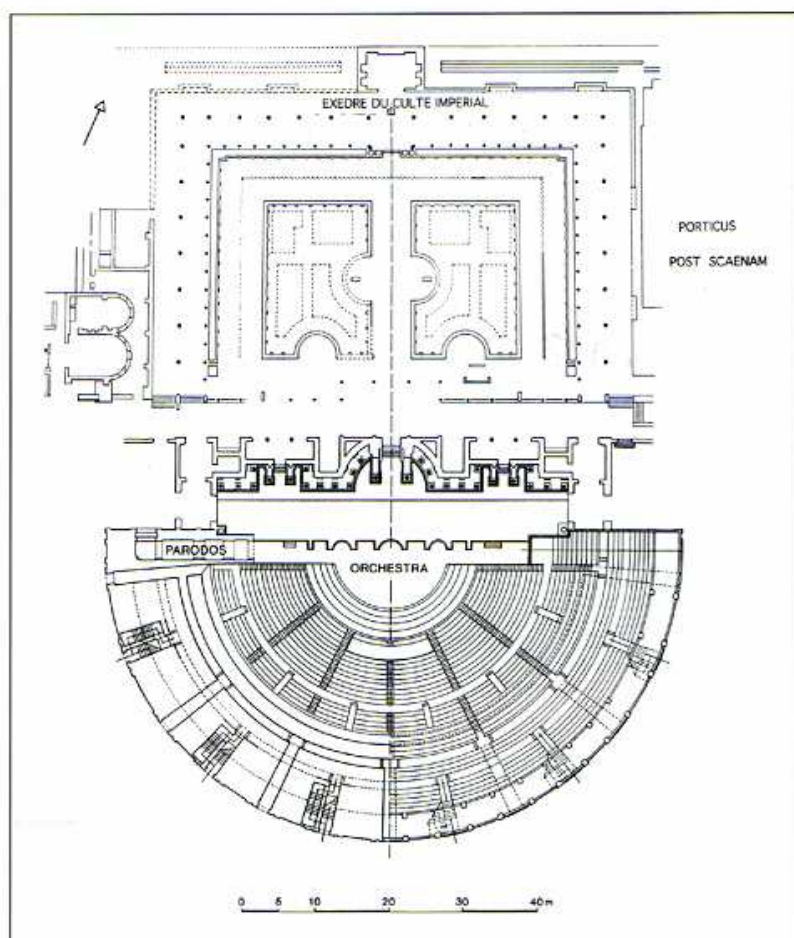 EXEDRE DU CULTE IMPERIAL
PORTICUS
POST SCAENAM
PARODOS
ORCHESTRA
0 5 10 20 30 40 m